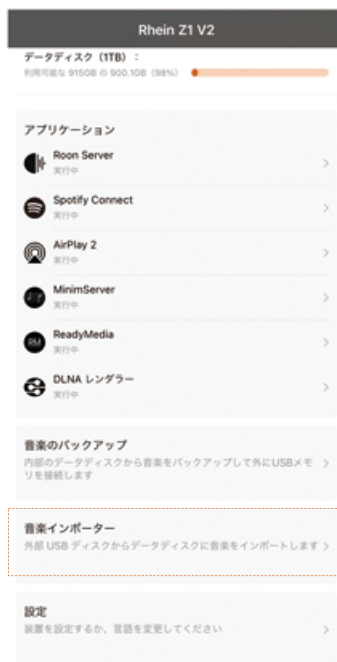 Rhein Z1 V2
データディスク（1TB）：
利用可能な 915GB の 900.1GB（98%）
アプリケーション
Roon Server
実行中
Spotify Connect
実行中
AirPlay 2
実行中
MinimServer
実行中
RM
ReadyMedia
実行中
DLNA レンダラー
実行中
音楽のバックアップ
内部のデータディスクから音楽をバックアップして外にUSBメモ
リを接続します
音楽インポーター
外部 USB ディスクからデータディスクに音楽をインポートします
設定
装置を設定するか、言語を変更してください